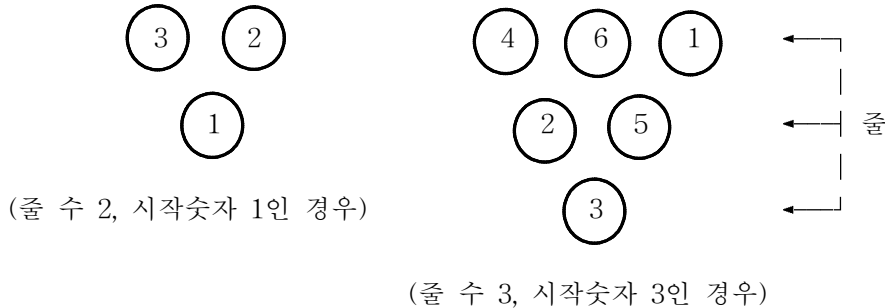 3 2
1
(줄 수 2, 시작숫자 1인 경우)
4 6 1
2 5
3
줄
(줄 수 3, 시작숫자 3인 경우)